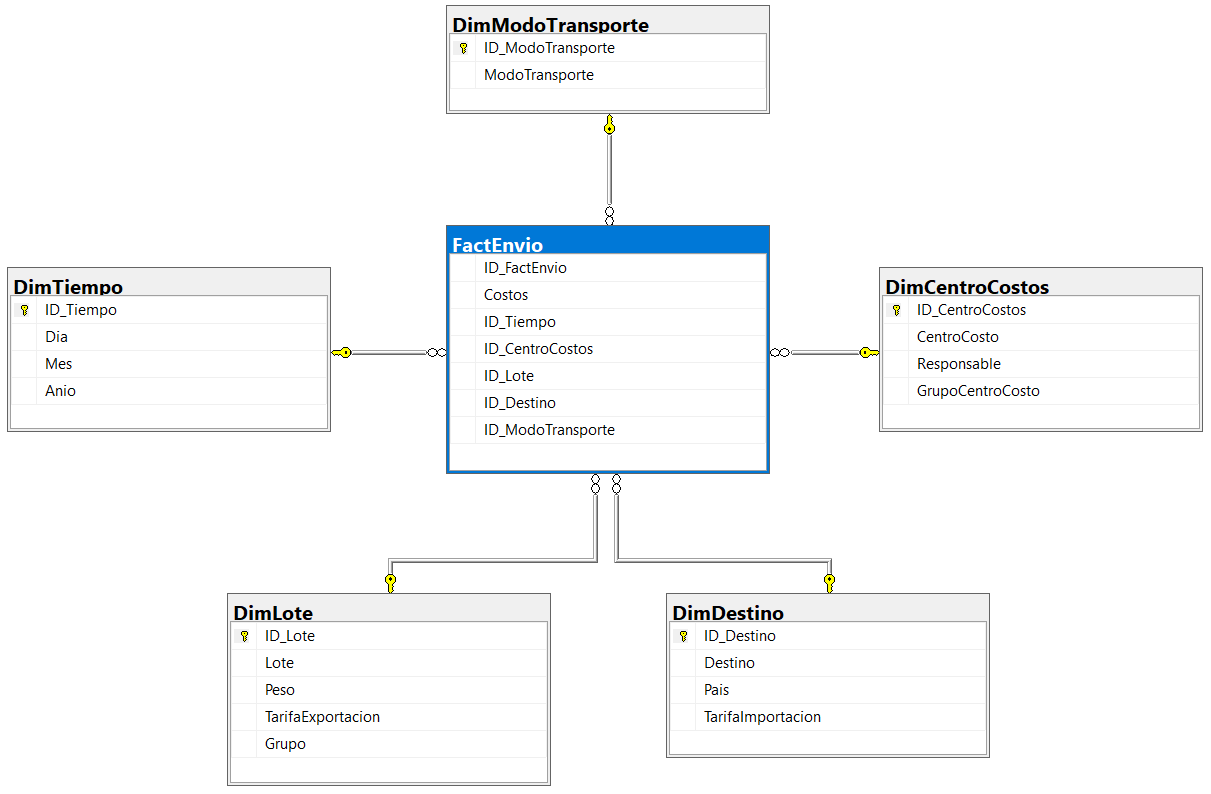 DimModoTransporte
ID_ModoTransporte
ModoTransporte
FactEnvio
ID_FactEnvio
Costos
ID_Tiempo
ID_CentroCostos
ID_Lote
ID_Destino
ID_ModoTransporte
DimTiempo
ID_Tiempo
Dia
Mes
Anio
DimCentroCostos
ID_CentroCostos
CentroCosto
Responsable
GrupoCentroCosto
DimLote
ID_Lote
Lote
Peso
TarifaExportacion
Grupo
DimDestino
ID_Destino
Destino
Pais
TarifaImportacion